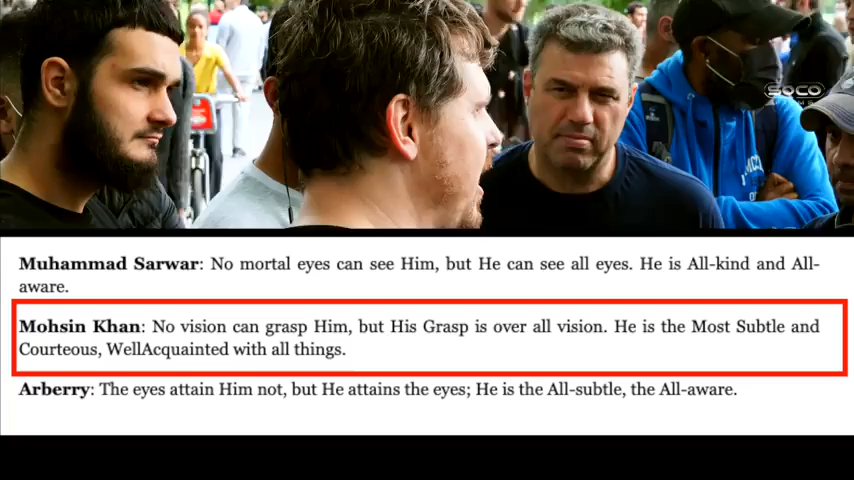 SOCO
Muhammad Sarwar: No mortal eyes can see Him, but He can see all eyes. He is All-kind and All-
aware.
Mohsin Khan: No vision can grasp Him, but His Grasp is over all vision. He is the Most Subtle and
Courteous, WellAcquainted with all things.
Arberry: The eyes attain Him not, but He attains the eyes; He is the All-subtle, the All-aware.